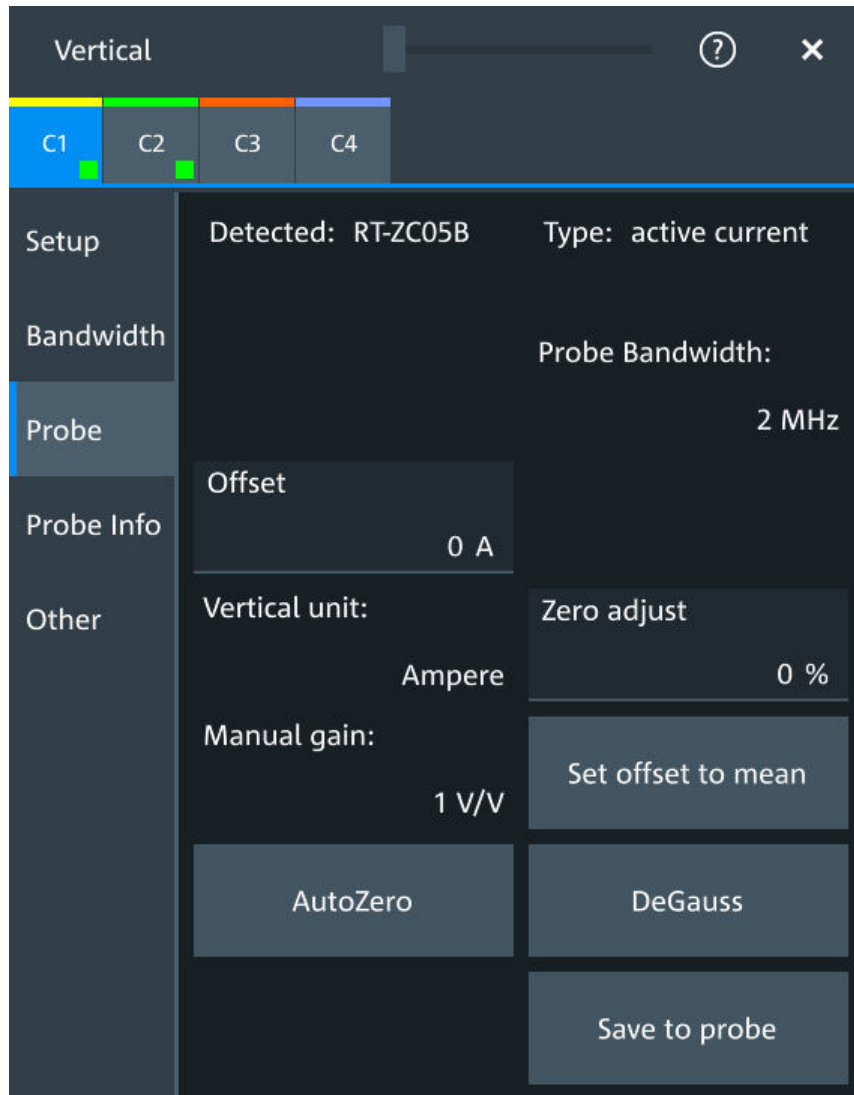 Vertical
?
C1 C2 C3 C4
Setup
Bandwidth
Probe
Probe Info
Other
Detected: RT-ZC05B
Type: active current
Probe Bandwidth:
2 MHz
Offset
0 A
Vertical unit:
Ampere
Zero adjust
0 %
Manual gain:
1 V/V
Set offset to mean
AutoZero
DeGauss
Save to probe